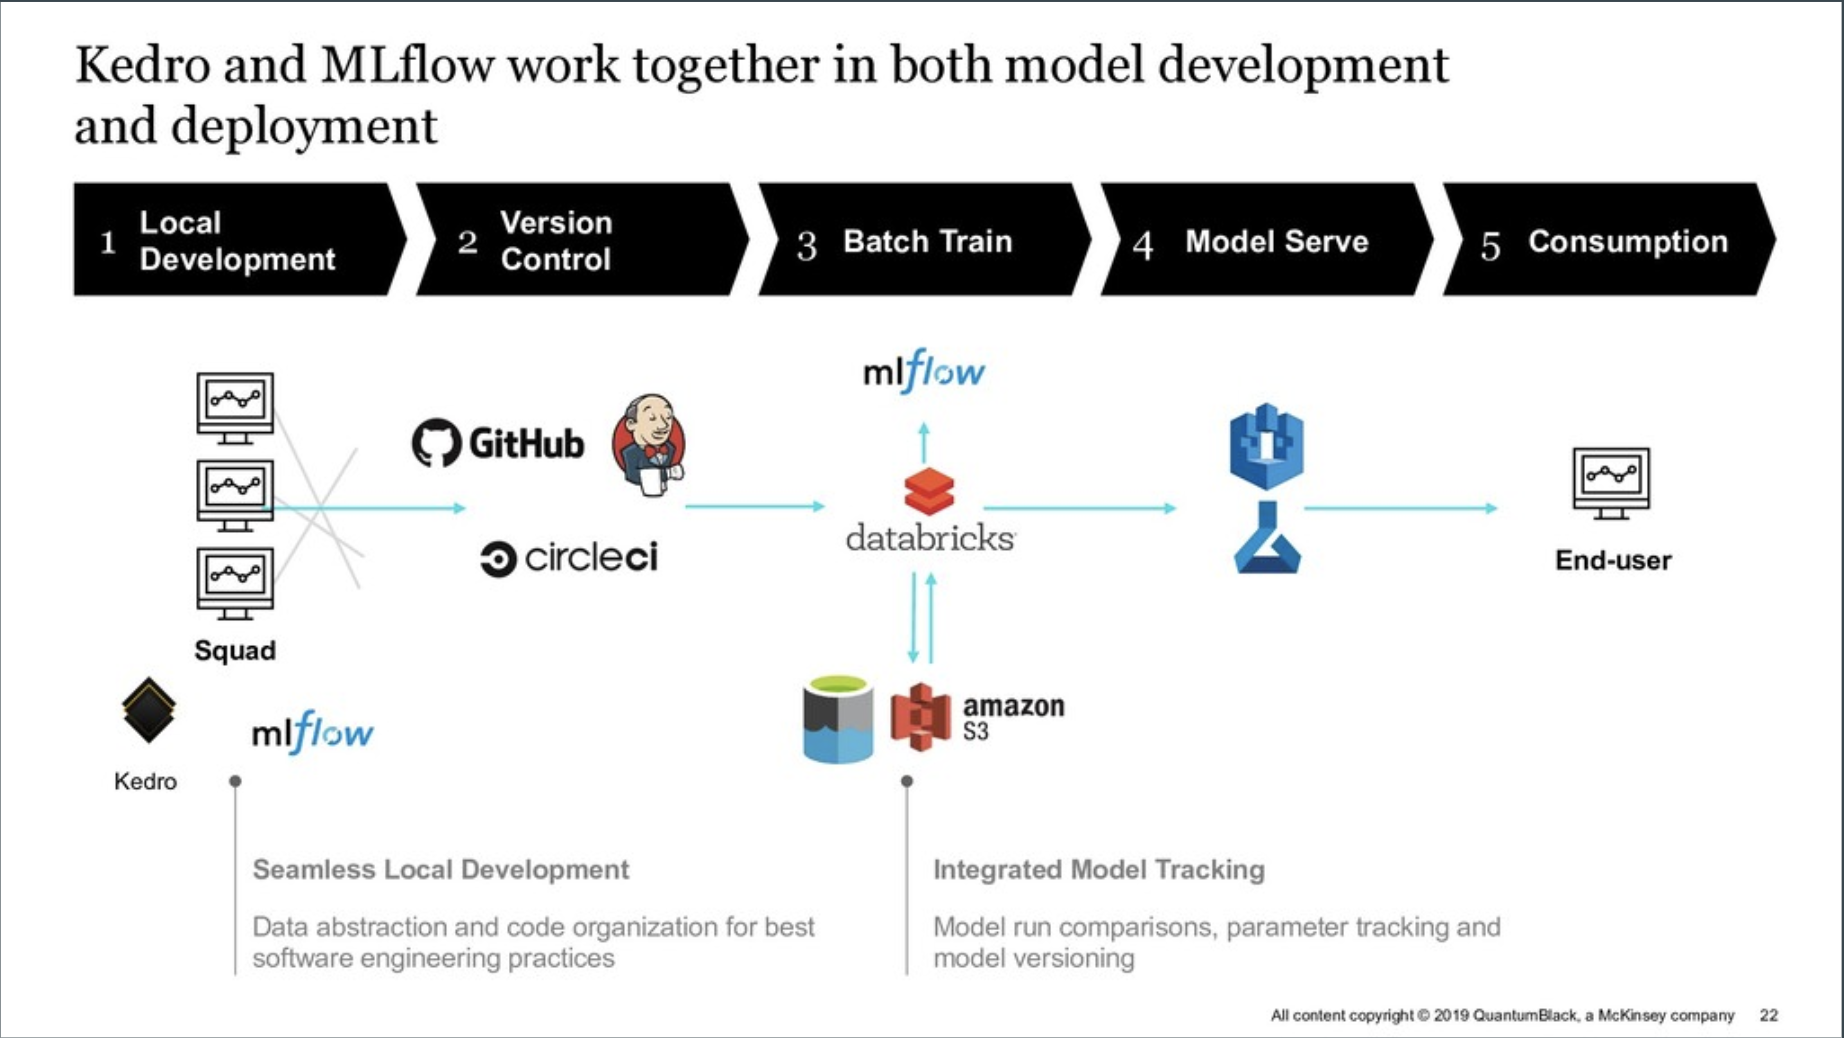 Kedro and MLflow work together in both model development
and deployment
1 Local
Development
2 Version
Control
3 Batch Train
4 Model Serve
5 Consumption
mlflow
GitHub
databricks
circleci
End-user
Squad
Kedro
mlflow
amazon
S3
Seamless Local Development
Data abstraction and code organization for best
software engineering practices
Integrated Model Tracking
Model run comparisons, parameter tracking and
model versioning
All content copyright © 2019 QuantumBlack, a McKinsey company 22